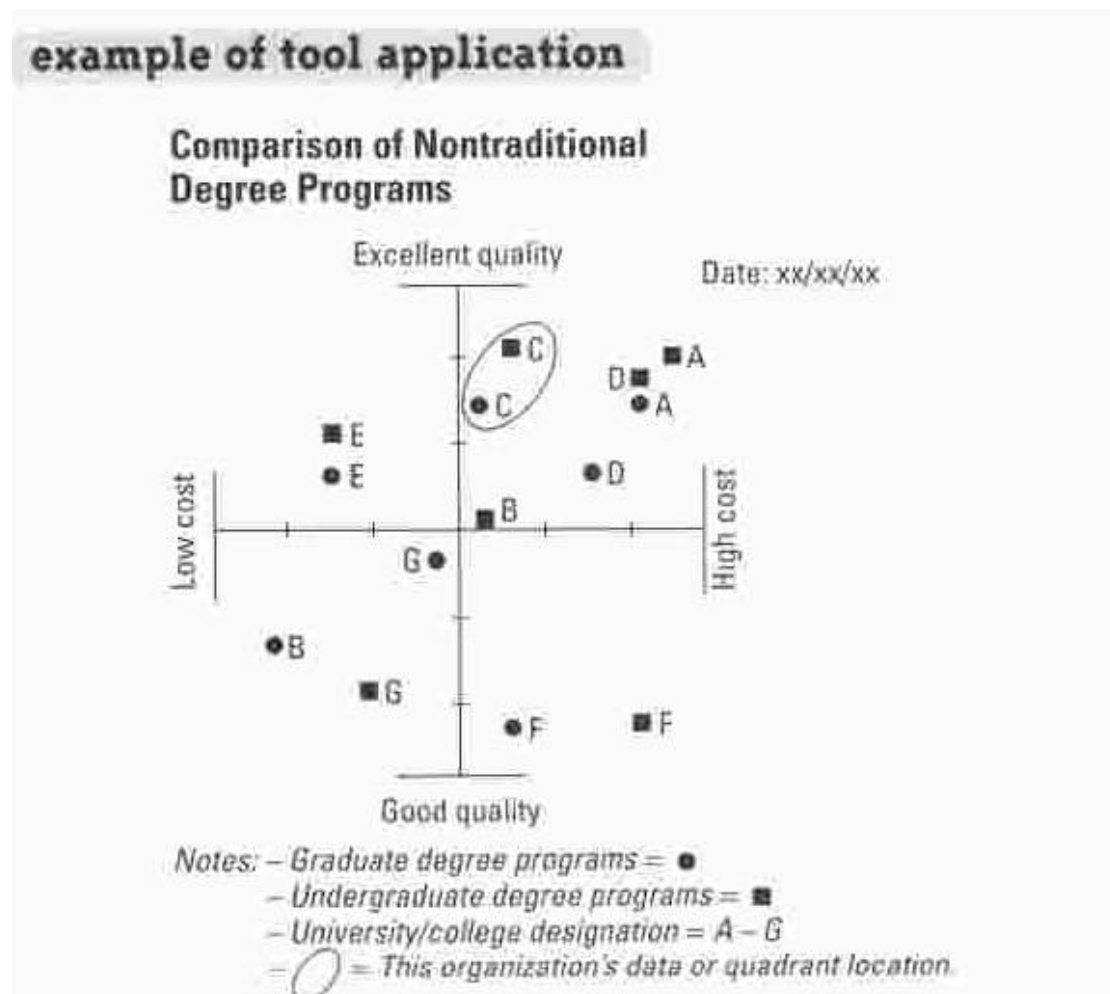 example of tool application
Comparison of Nontraditional
Degree Programs
Excellent quality
Date: xx/xx/xx
C
A
D
C
A
E
E
D
B
Low cost
High cost
G
B
G
F
F
Good quality
Notes: – Graduate degree programs = ●
– Undergraduate degree programs = ■
– University/college designation = A – G
– = This organization's data or quadrant location.